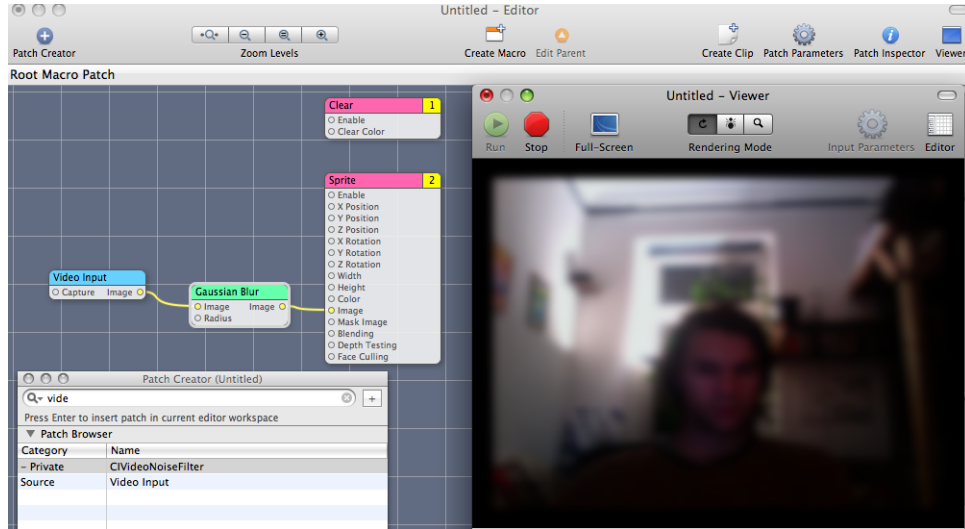 Untitled – Editor
Patch Creator
Zoom Levels
Create Macro
Edit Parent
Create Clip
Patch Parameters
Patch Inspector
Viewer
Root Macro Patch
Clear 1
Enable
Clear Color
Sprite 2
Enable
X Position
Y Position
Z Position
X Rotation
Y Rotation
Z Rotation
Width
Height
Color
Image
Mask Image
Blending
Depth Testing
Face Culling
Video Input
Capture Image
Gaussian Blur
Image Image
Radius
Patch Creator (Untitled)
vide
Press Enter to insert patch in current editor workspace
Patch Browser
Category Name
– Private CIVideoNoiseFilter
Source Video Input
Untitled – Viewer
Run
Stop
Full-Screen
Rendering Mode
Input Parameters
Editor